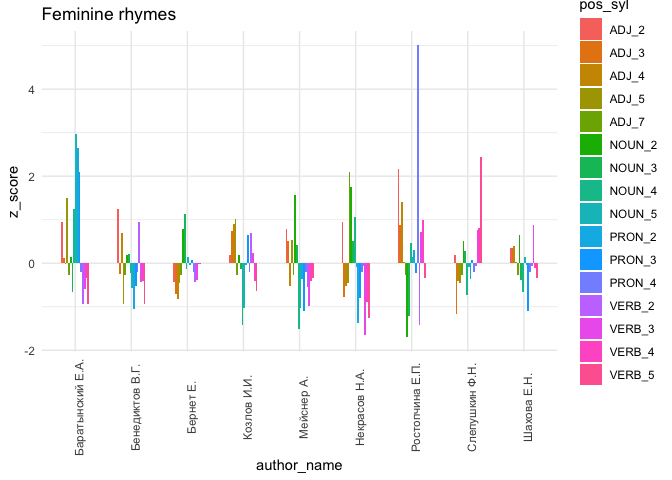 Feminine rhymes
pos_syl
ADJ_2
ADJ_3
ADJ_4
ADJ_5
ADJ_7
NOUN_2
NOUN_3
NOUN_4
NOUN_5
PRON_2
PRON_3
PRON_4
VERB_2
VERB_3
VERB_4
VERB_5
z_score
4
2
0
-2
Баратынский Е.А.
Бенедиктов В.Г.
Бернет Е.
Козлов И.И.
Мейснер А.
Некрасов Н.А.
Ростопчина Е.П.
Слепушкин Ф.Н.
Шахова Е.Н.
author_name